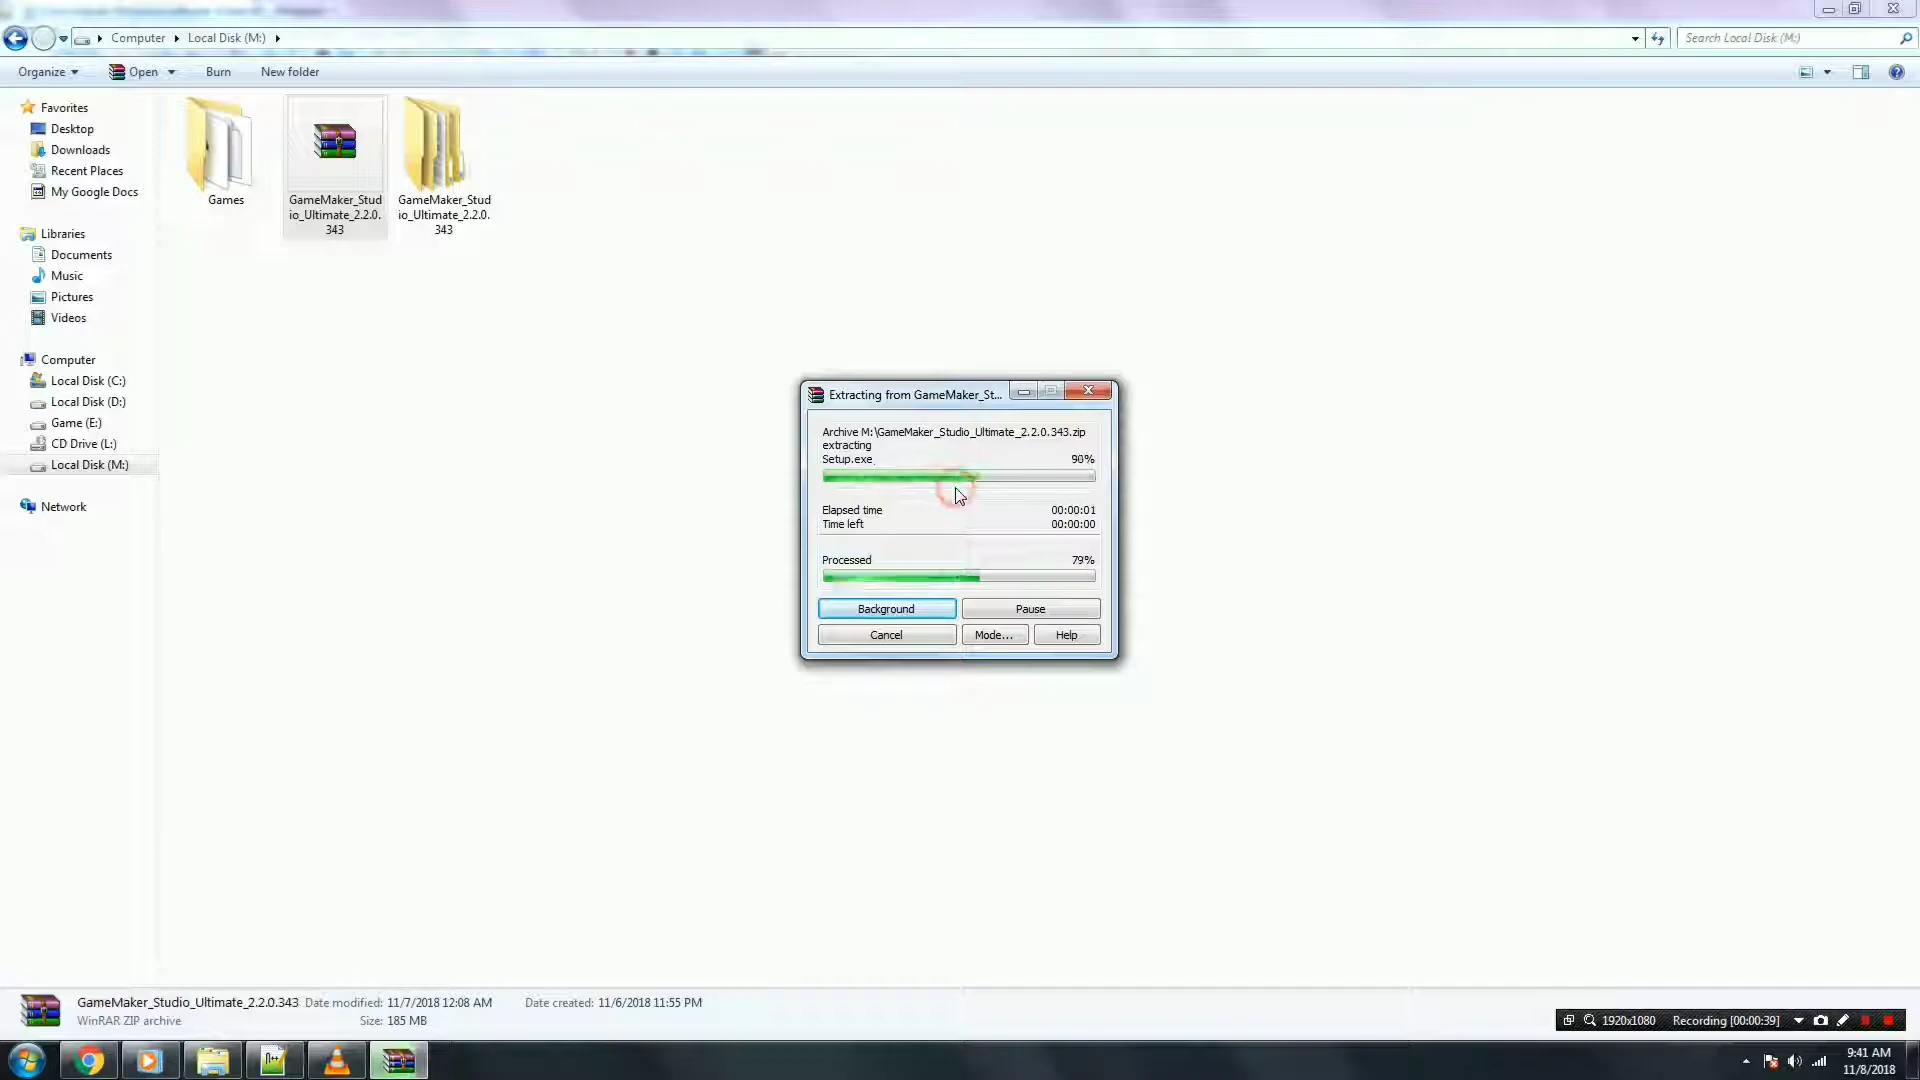 Computer
Local Disk (M:)
Search Local Disk (M:)
Organize
Open
Burn
New folder
Favorites
Desktop
Downloads
Recent Places
My Google Docs
Libraries
Documents
Music
Pictures
Videos
Computer
Local Disk (C:)
Local Disk (D:)
Game (E:)
CD Drive (L:)
Local Disk (M:)
Network
Games
GameMaker_Stud
io_Ultimate_2.2.0.
343
GameMaker_Stud
io_Ultimate_2.2.0.
343
Extracting from GameMaker_St...
Archive M:\GameMaker_Studio_Ultimate_2.2.0.343.zip
extracting
Setup.exe 90%
Elapsed time 00:00:01
Time left 00:00:00
Processed 79%
Background
Pause
Cancel
Mode...
Help
GameMaker_Studio_Ultimate_2.2.0.343 Date modified: 11/7/2018 12:08 AM Date created: 11/6/2018 11:55 PM
WinRAR ZIP archive Size: 185 MB
1920x1080 Recording [00:00:39]
9:41 AM
11/8/2018